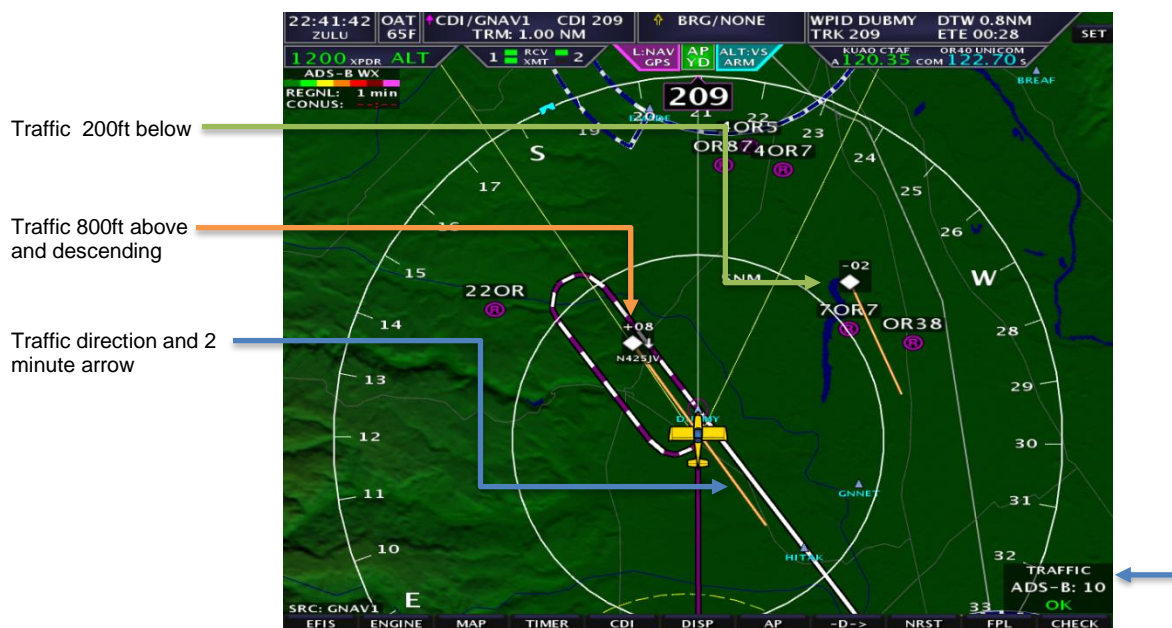 22:41:42
ZULU
OAT
65F
CDI/GNAV1 CDI 209
TRM: 1.00 NM
BRG/NONE
WPID DUBMY DTW 0.8NM
TRK 209 ETE 00:28
SET
1200 XPDR ALT
1 RCV XMT 2
L:NAV
GPS
AP
YD
ALT:VS
ARM
KUAO CTAF OR40 UNICOM
A 120.35 COM 122.70 S
ADS-B WX
REGNL: 1 min
CONUS: --:--
BREAF
209
19
20
21
22
23
4OR7
OR87
Traffic 200ft below
S
24
17
25
16
26
Traffic 800ft above
and descending
15
5NM
-02
W
22OR
R
7OR7
OR38
14
+08
28
N425JV
Traffic direction and 2
minute arrow
13
29
12
30
GNNET
11
31
10
HITAK
32
TRAFFIC
ADS-B: 10
OK
E
33
SRC: GNAV1
EFIS ENGINE MAP TIMER CDI DISP AP -D-> NRST FPL CHECK